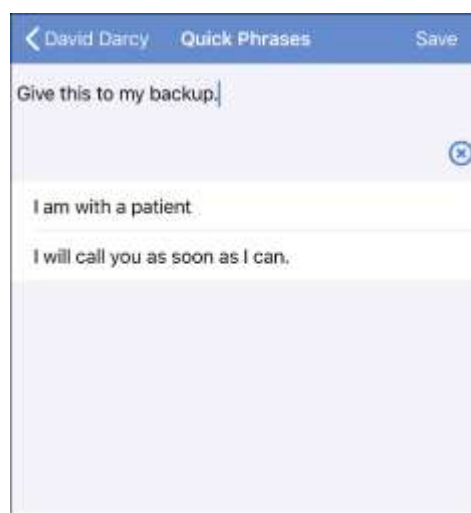 David Darcy Quick Phrases Save
Give this to my backup.
I am with a patient
I will call you as soon as I can.